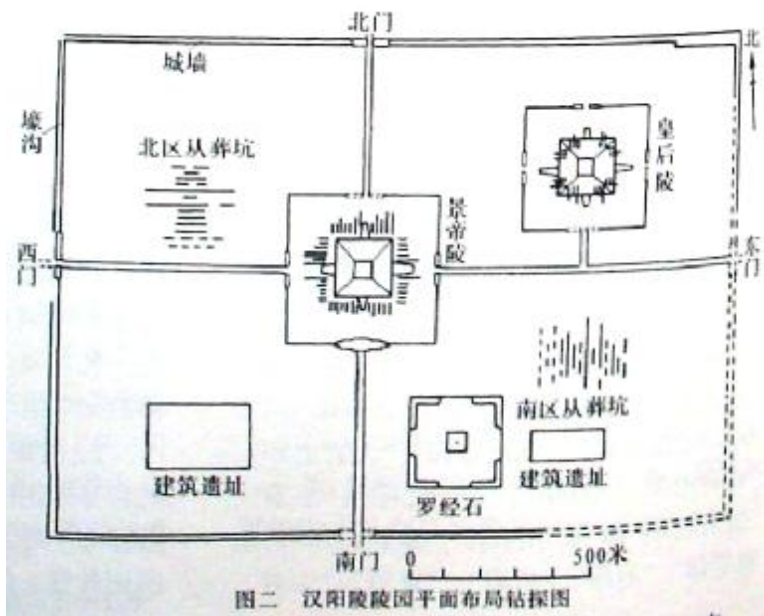 北门
北
城墙
壕沟
北区从葬坑
皇后陵
景帝陵
西门
东门
南区从葬坑
建筑遗址
罗经石
建筑遗址
南门
0
500米
图二 汉阳陵陵园平面布局钻探图